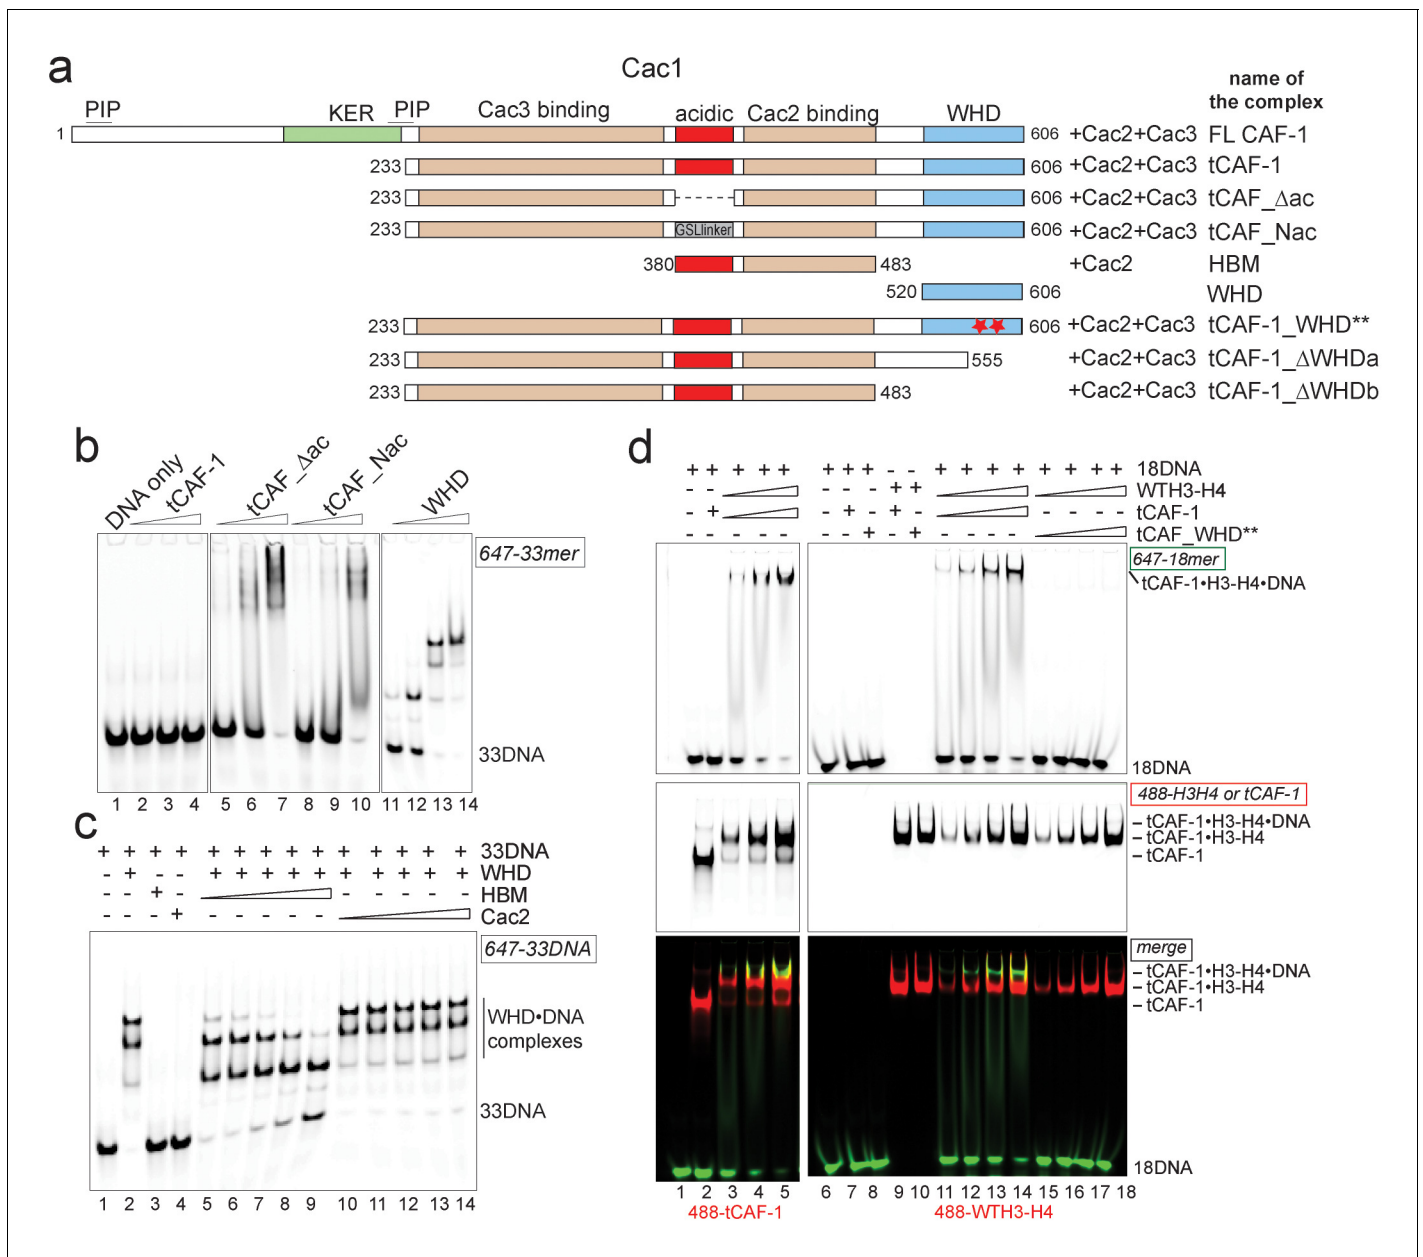 a
Cac1
name of
the complex
PIP KER PIP Cac3 binding acidic Cac2 binding WHD
1 606 +Cac2+Cac3 FL CAF-1
233 606 +Cac2+Cac3 tCAF-1
233 606 +Cac2+Cac3 tCAF_Δac
233 GSLlinker 606 +Cac2+Cac3 tCAF_Nac
380 483 +Cac2 HBM
520 606 WHD
233 606 +Cac2+Cac3 tCAF-1_WHD**
233 555 +Cac2+Cac3 tCAF-1_ΔWHDa
233 483 +Cac2+Cac3 tCAF-1_ΔWHDb
b
DNA only
tCAF-1
tCAF_Δac
tCAF_Nac
WHD
647-33mer
33DNA
1 2 3 4 5 6 7 8 9 10 11 12 13 14
c
+ + + + + + + + + + + + + + 33DNA
- + - - + + + + + + + + + + WHD
- - + - - - - - - HBM
- - - + - - - - - Cac2
647-33DNA
WHD•DNA
complexes
33DNA
1 2 3 4 5 6 7 8 9 10 11 12 13 14
d
+ + + + + + + + - - + + + + + + + + 18DNA
- - - - - + + WTH3-H4
- + - + - + - - - - - tCAF-1
- - - - - - - + - + - - - - tCAF_WHD**
647-18mer
tCAF-1•H3-H4•DNA
18DNA
488-H3H4 or tCAF-1
tCAF-1•H3-H4•DNA
tCAF-1•H3-H4
tCAF-1
merge
tCAF-1•H3-H4•DNA
tCAF-1•H3-H4
tCAF-1
18DNA
1 2 3 4 5 6 7 8 9 10 11 12 13 14 15 16 17 18
488-tCAF-1 488-WTH3-H4